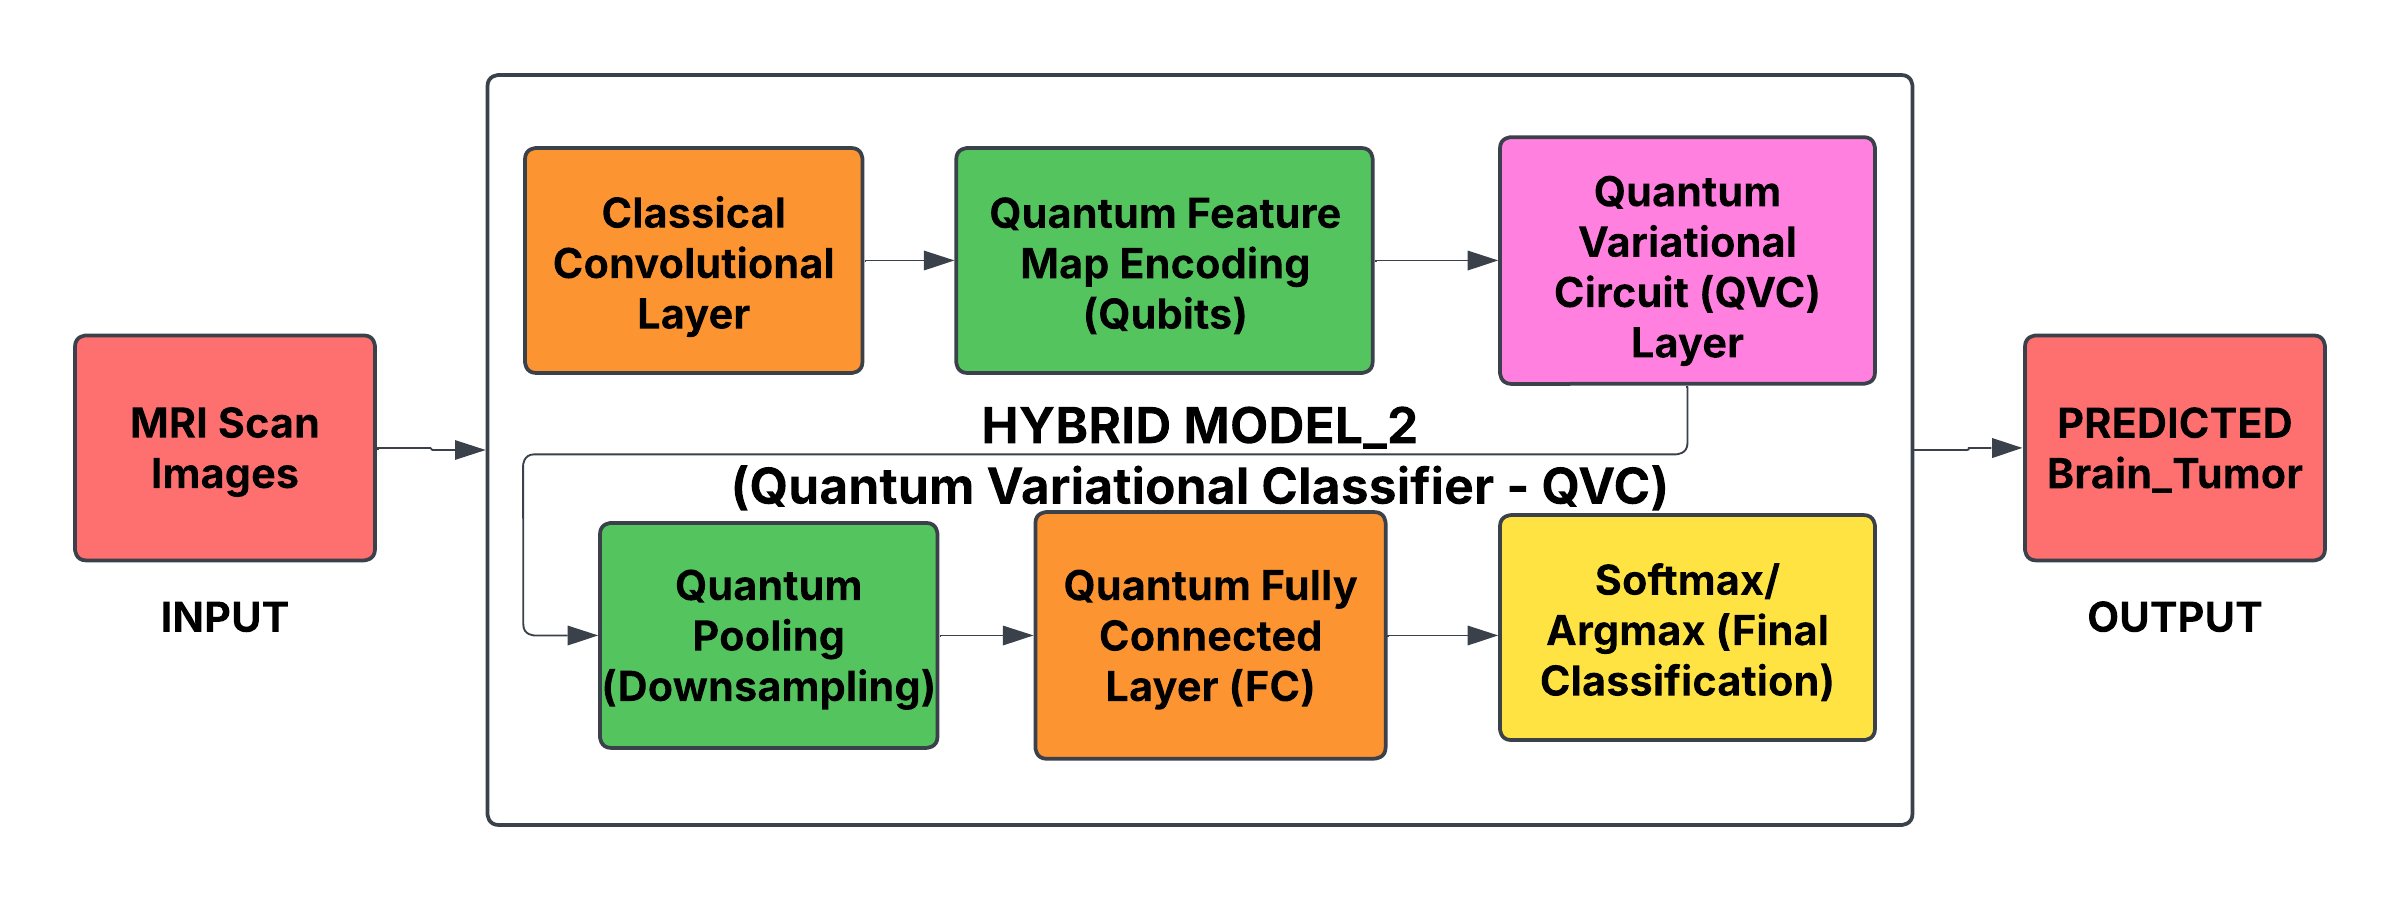 MRI Scan
Images
INPUT
Classical
Convolutional
Layer
Quantum Feature
Map Encoding
(Qubits)
Quantum
Variational
Circuit (QVC)
Layer
HYBRID MODEL_2
(Quantum Variational Classifier - QVC)
Quantum
Pooling
(Downsampling)
Quantum Fully
Connected
Layer (FC)
Softmax/
Argmax (Final
Classification)
PREDICTED
Brain_Tumor
OUTPUT